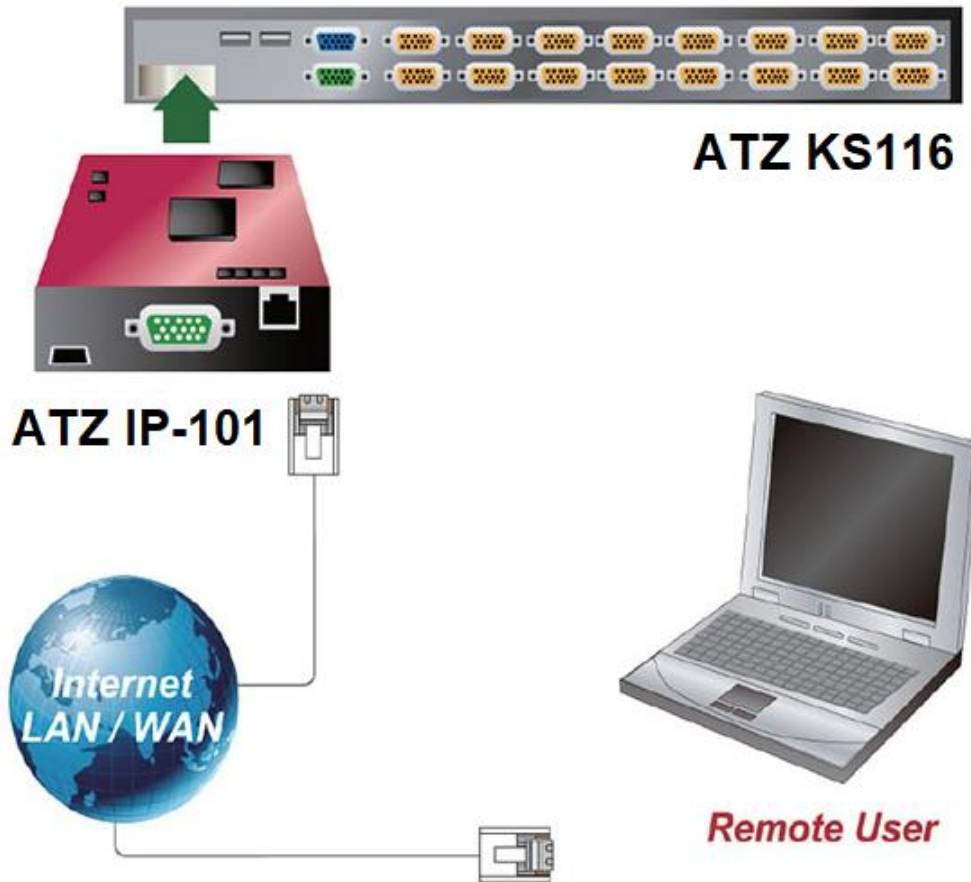 ATZ KS116
ATZ IP-101
Internet
LAN / WAN
Remote User